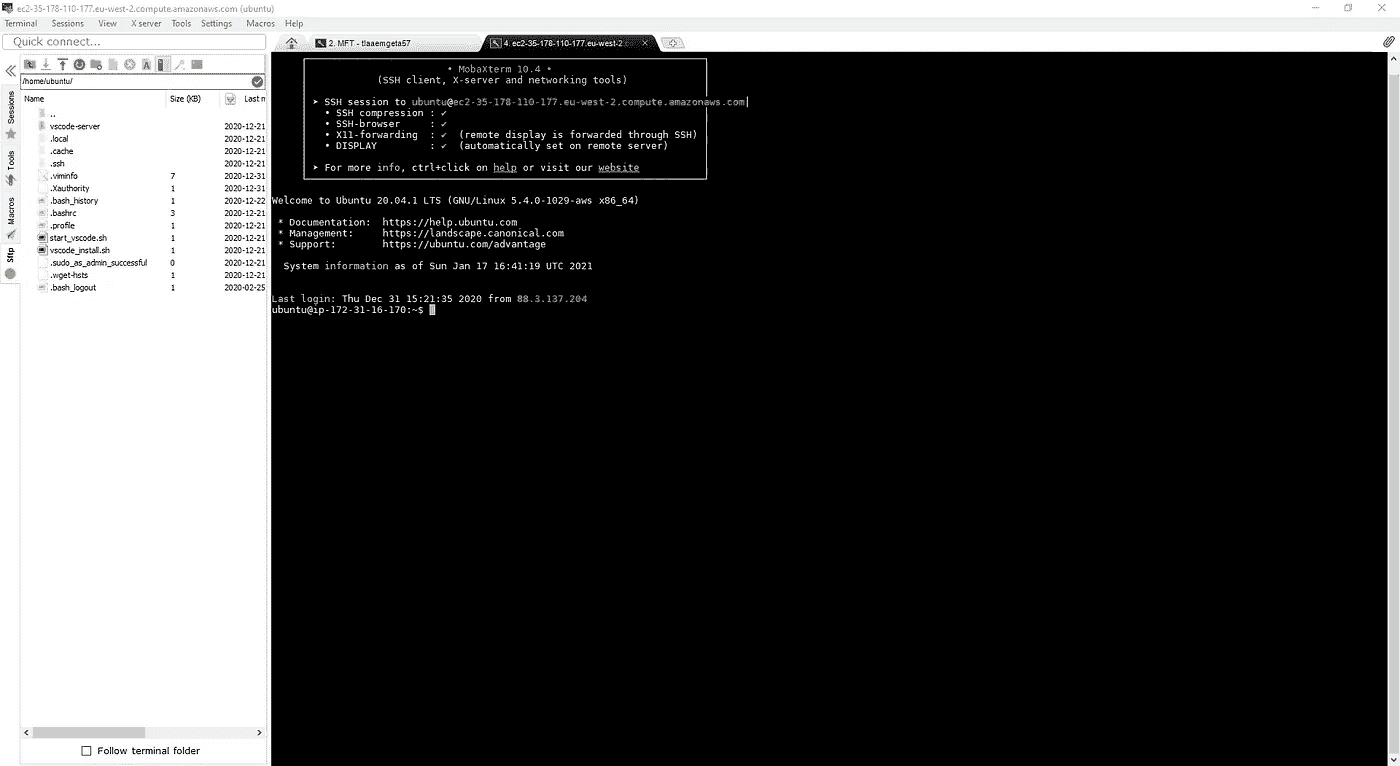 ec2-35-178-110-177.eu-west-2.compute.amazonaws.com (ubuntu)
Terminal Sessions View X server Tools Settings Macros Help
Quick connect...
2. MFT - tlaaemgeta57
4. ec2-35-178-110-177.eu-west-2.c
/home/ubuntu/
Name Size (KB) Last m
..
vscode-server 2020-12-21
.local 2020-12-21
.cache 2020-12-21
.ssh 2020-12-21
.viminfo 7 2020-12-31
.Xauthority 1 2020-12-31
.bash_history 1 2020-12-22
.bashrc 3 2020-12-21
.profile 1 2020-12-21
start_vscode.sh 1 2020-12-21
vscode_install.sh 1 2020-12-21
.sudo_as_admin_successful 0 2020-12-21
.wget-hsts 1 2020-12-21
.bash_logout 1 2020-02-25
Sessions
Tools
Macros
Sftp
Follow terminal folder
• MobaXterm 10.4 •
(SSH client, X-server and networking tools)
➤ SSH session to ubuntu@ec2-35-178-110-177.eu-west-2.compute.amazonaws.com
• SSH compression : ✔
• SSH-browser : ✔
• X11-forwarding : ✔ (remote display is forwarded through SSH)
• DISPLAY : ✔ (automatically set on remote server)
➤ For more info, ctrl+click on help or visit our website
Welcome to Ubuntu 20.04.1 LTS (GNU/Linux 5.4.0-1029-aws x86_64)
* Documentation: https://help.ubuntu.com
* Management: https://landscape.canonical.com
* Support: https://ubuntu.com/advantage
System information as of Sun Jan 17 16:41:19 UTC 2021
Last login: Thu Dec 31 15:21:35 2020 from 88.3.137.204
ubuntu@ip-172-31-16-170:~$